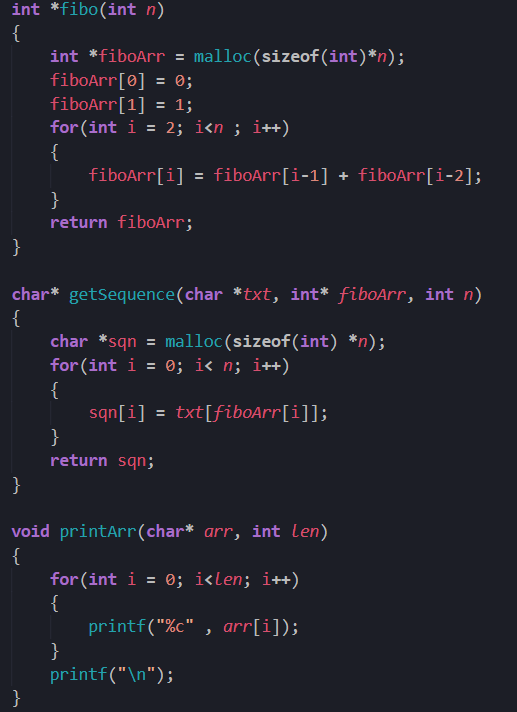 int *fibo(int n)
{
    int *fiboArr = malloc(sizeof(int)*n);
    fiboArr[0] = 0;
    fiboArr[1] = 1;
    for(int i = 2; i<n ; i++)
    {
        fiboArr[i] = fiboArr[i-1] + fiboArr[i-2];
    }
    return fiboArr;
}

char* getSequence(char *txt, int* fiboArr, int n)
{
    char *sqn = malloc(sizeof(int) *n);
    for(int i = 0; i< n; i++)
    {
        sqn[i] = txt[fiboArr[i]];
    }
    return sqn;
}

void printArr(char* arr, int len)
{
    for(int i = 0; i<len; i++)
    {
        printf("%c" , arr[i]);
    }
    printf("\n");
}